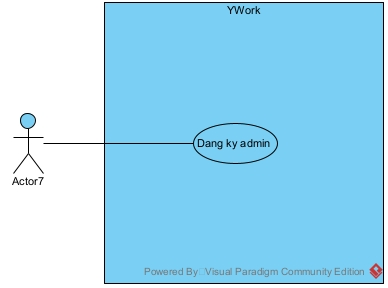 YWork
Dang ky admin
Actor7
Powered By Visual Paradigm Community Edition